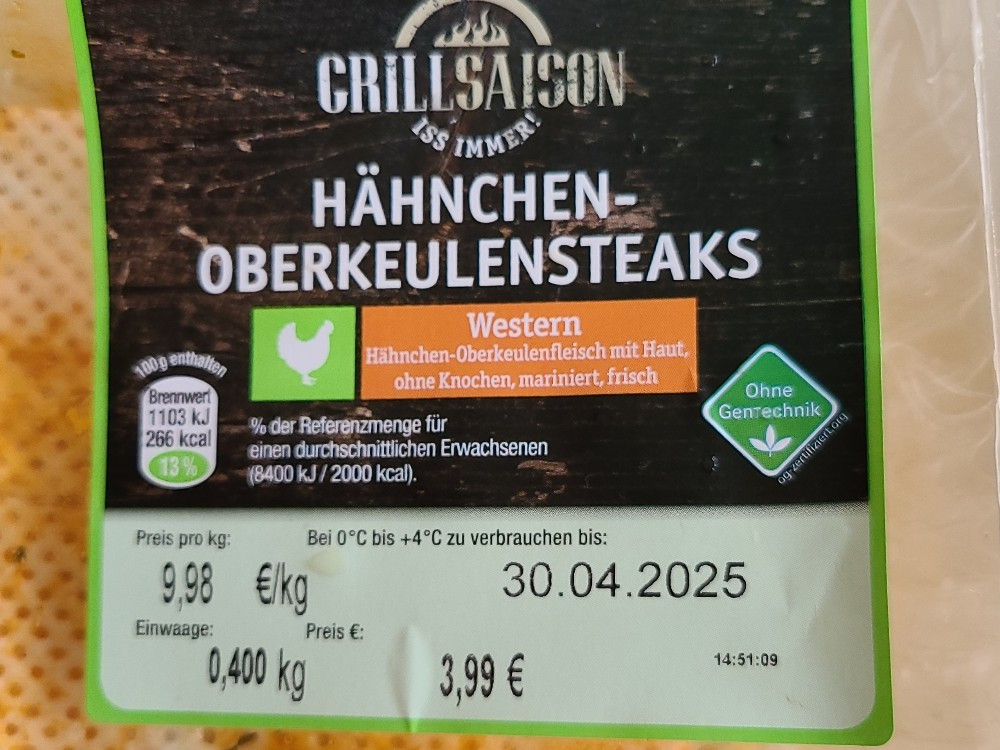 GRILLSAISON
ISS IMMER!
HÄHNCHEN-
OBERKEULENSTEAKS
Western
Hähnchen-Oberkeulenfleisch mit Haut,
ohne Knochen, mariniert, frisch
100g enthalten
Brennwert
1103 kJ
266 kcal
13%
% der Referenzmenge für
einen durchschnittlichen Erwachsenen
(8400 kJ / 2000 kcal).
Ohne
GenTechnik
og-zertifiziert.org
Preis pro kg:
Bei 0°C bis +4°C zu verbrauchen bis:
9,98 €/kg
30.04.2025
Einwaage:
Preis €:
0,400 kg
3,99 €
14:51:09